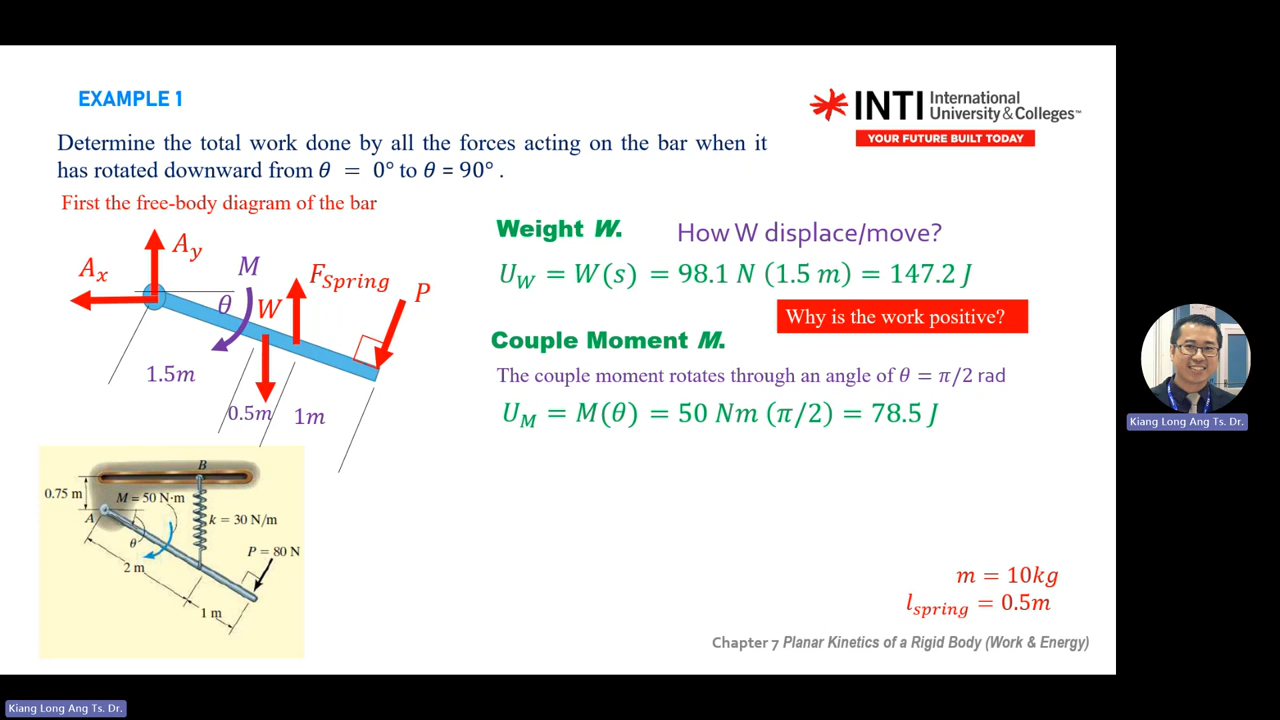 EXAMPLE 1
INTI International University & Colleges™
YOUR FUTURE BUILT TODAY
Determine the total work done by all the forces acting on the bar when it
has rotated downward from θ = 0° to θ = 90° .
First the free-body diagram of the bar
A_x
A_y
M
θ
W
F_Spring
P
1.5m
0.5m
1m
Weight W.
How W displace/move?
U_W = W(s) = 98.1 N (1.5 m) = 147.2 J
Why is the work positive?
Couple Moment M.
The couple moment rotates through an angle of θ = π/2 rad
U_M = M(θ) = 50 Nm (π/2) = 78.5 J
B
0.75 m
M = 50 N·m
A
k = 30 N/m
θ
P = 80 N
2 m
1 m
m = 10kg
l_spring = 0.5m
Chapter 7 Planar Kinetics of a Rigid Body (Work & Energy)
Kiang Long Ang Ts. Dr.
Kiang Long Ang Ts. Dr.